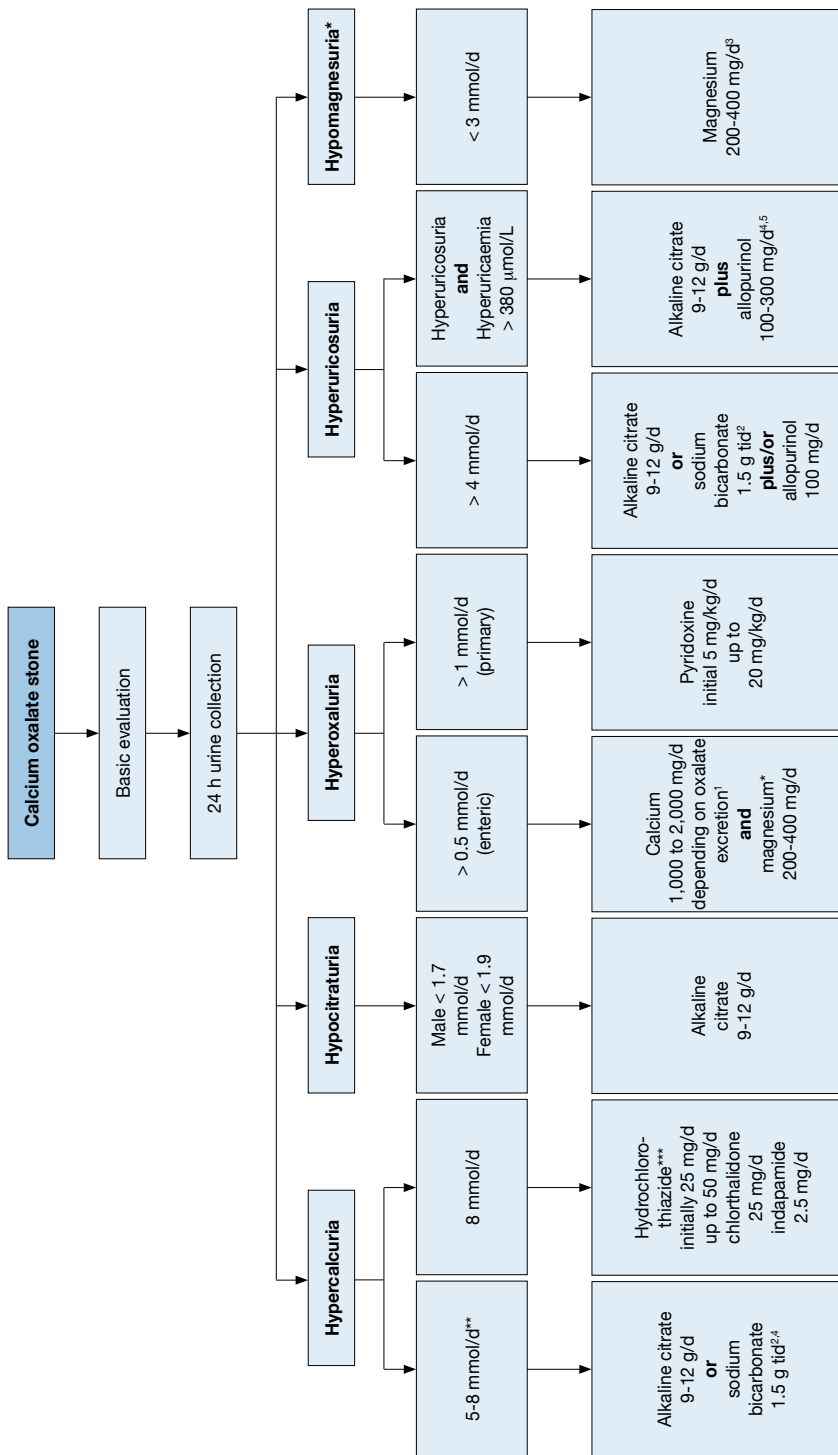 Calcium oxalate stone
Basic evaluation
24 h urine collection
Hypercalcuria
Hypocitraturia
Hyperoxaluria
Hyperuricosuria
Hypomagnesuria*
5-8 mmol/d**
8 mmol/d
Male < 1.7
mmol/d
Female < 1.9
mmol/d
> 0.5 mmol/d
(enteric)
> 1 mmol/d
(primary)
> 4 mmol/d
Hyperuricosuria
and
Hyperuricaemia
> 380 μmol/L
< 3 mmol/d
Alkaline citrate
9-12 g/d
or
sodium
bicarbonate
1.5 g tid2,4
Hydrochloro-
thiazide***
initially 25 mg/d
up to 50 mg/d
chlorthalidone
25 mg/d
indapamide
2.5 mg/d
Alkaline
citrate
9-12 g/d
Calcium
1,000 to 2,000 mg/d
depending on oxalate
excretion1
and
magnesium*
200-400 mg/d
Pyridoxine
initial 5 mg/kg/d
up to
20 mg/kg/d
Alkaline citrate
9-12 g/d
or
sodium
bicarbonate
1.5 g tid2
plus/or
allopurinol
100 mg/d
Alkaline citrate
9-12 g/d
plus
allopurinol
100-300 mg/d4,5
Magnesium
200-400 mg/d3